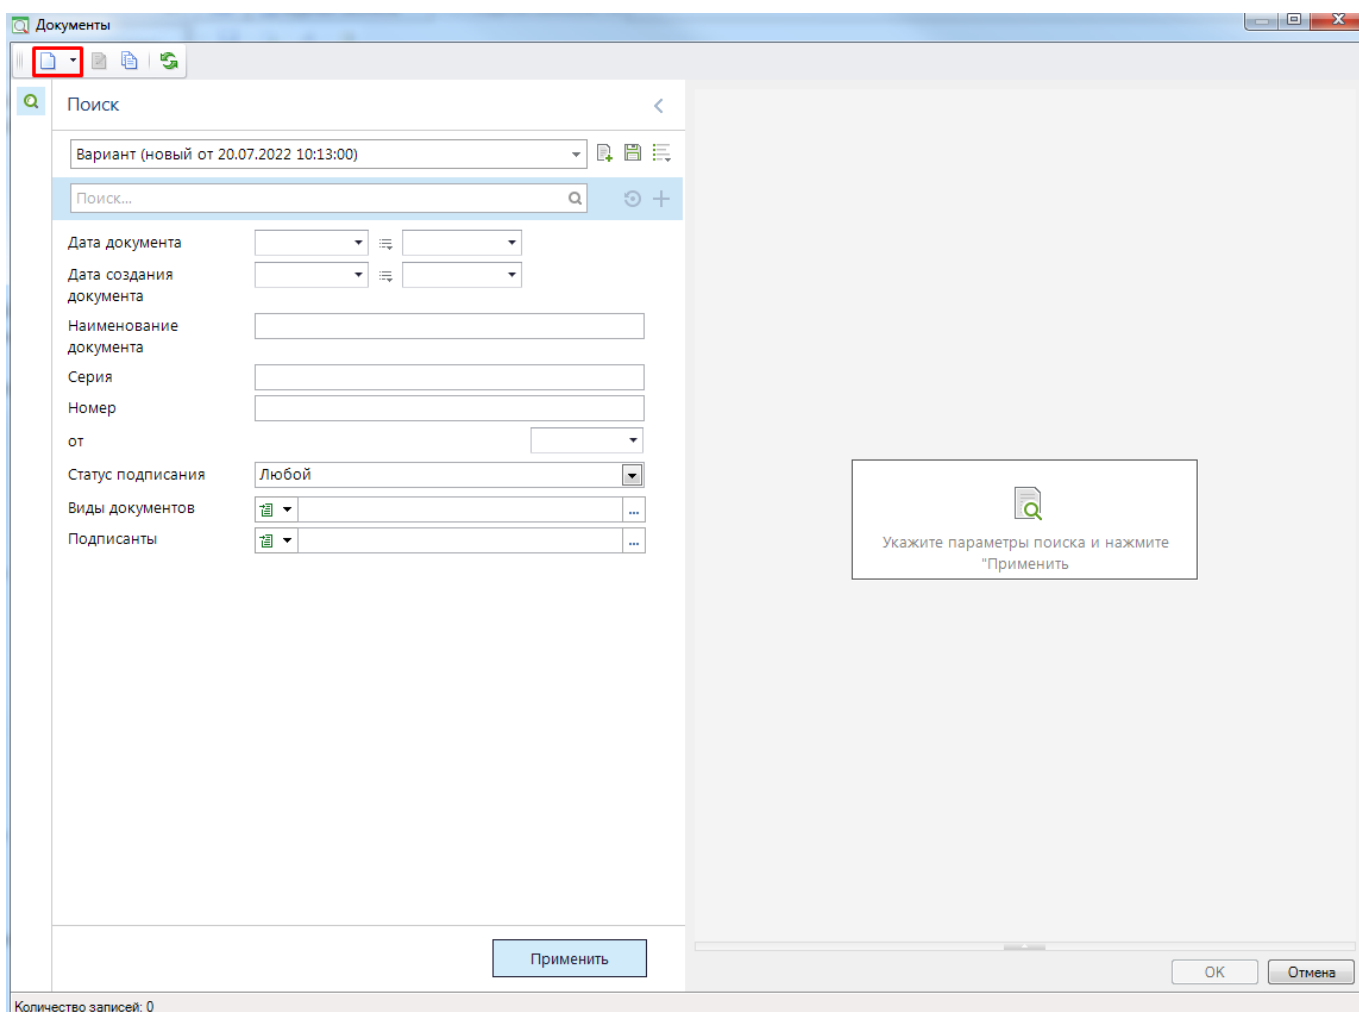 Документы
Поиск
Вариант (новый от 20.07.2022 10:13:00)
Поиск...
Дата документа
Дата создания
документа
Наименование
документа
Серия
Номер
от
Статус подписания
Любой
Виды документов
...
Подписанты
...
Укажите параметры поиска и нажмите
"Применить
Применить
OK
Отмена
Количество записей: 0